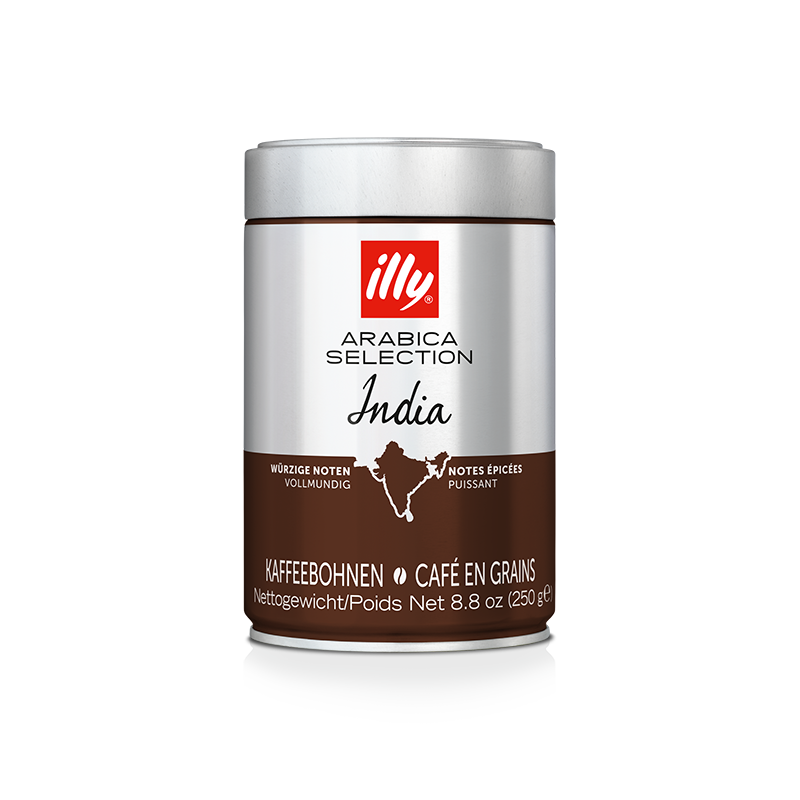 illy®
ARABICA
SELECTION
India
WÜRZIGE NOTEN
VOLLMUNDIG
NOTES ÉPICÉES
PUISSANT
KAFFEEBOHNEN CAFÉ EN GRAINS
Nettogewicht/Poids Net 8.8 oz (250 g℮)